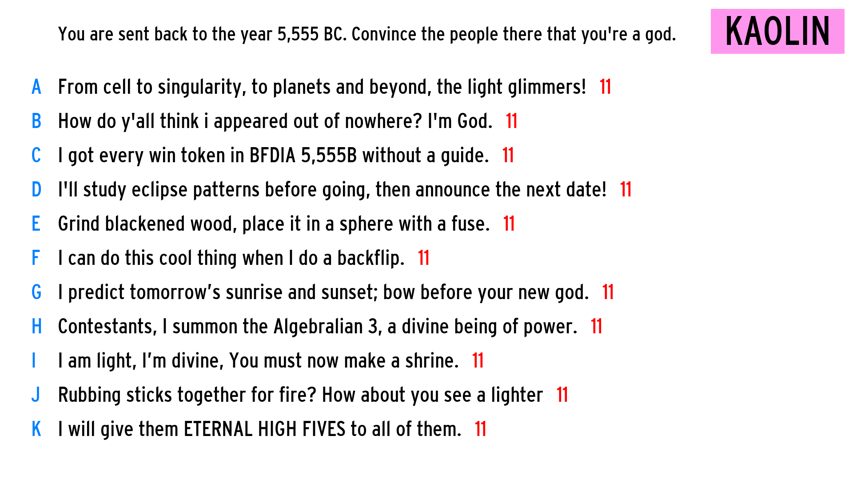 You are sent back to the year 5,555 BC. Convince the people there that you're a god.
KAOLIN
A From cell to singularity, to planets and beyond, the light glimmers! 11
B How do y'all think i appeared out of nowhere? I'm God. 11
C I got every win token in BFDIA 5,555B without a guide. 11
D I'll study eclipse patterns before going, then announce the next date! 11
E Grind blackened wood, place it in a sphere with a fuse. 11
F I can do this cool thing when I do a backflip. 11
G I predict tomorrow’s sunrise and sunset; bow before your new god. 11
H Contestants, I summon the Algebralian 3, a divine being of power. 11
I I am light, I’m divine, You must now make a shrine. 11
J Rubbing sticks together for fire? How about you see a lighter 11
K I will give them ETERNAL HIGH FIVES to all of them. 11